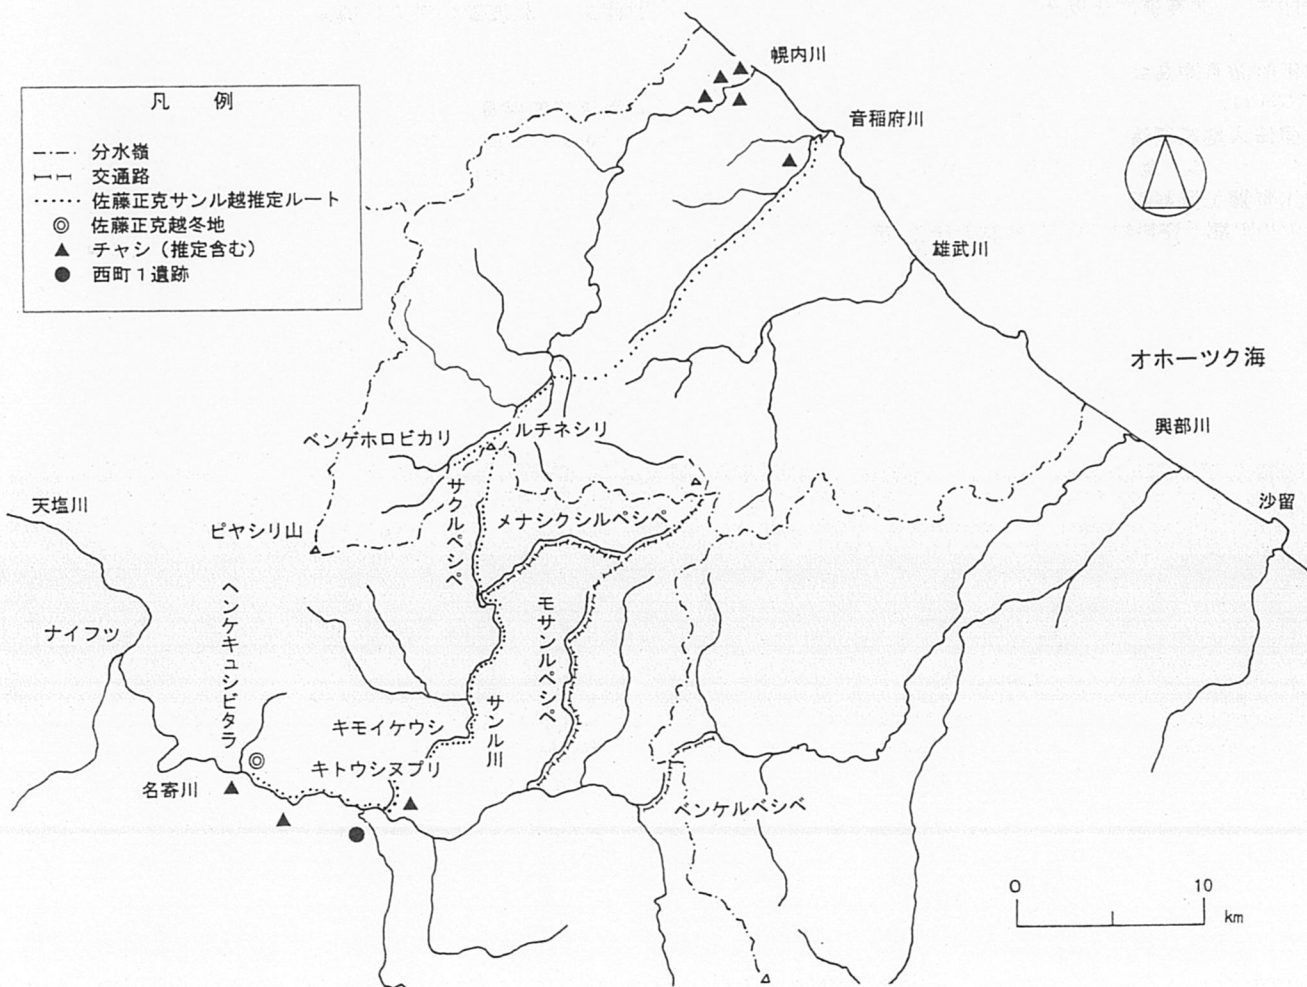 凡 例
分水嶺
交通路
佐藤正克サンル越推定ルート
佐藤正克越冬地
チャシ(推定含む)
西町1遺跡
幌内川
音稲府川
雄武川
オホーツク海
興部川
沙留
ペンゲホロビカリ
ルチネシリ
天塩川
ピヤシリ山
サクルペンペ
メナシクシルペシペ
ヘンケキュシビタラ
ナイフツ
モサンルペシペ
サンル川
キモイケウシ
キトウシヌプリ
名寄川
ペンケルベシベ
0 10
km